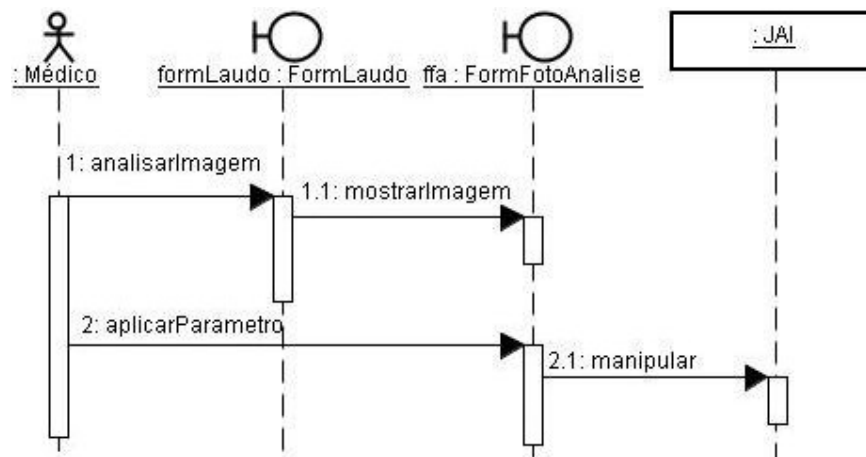 : Médico
formLaudo : FormLaudo
ffa : FormFotoAnalise
: JAI
1: analisarImagem
1.1: mostrarImagem
2: aplicarParametro
2.1: manipular